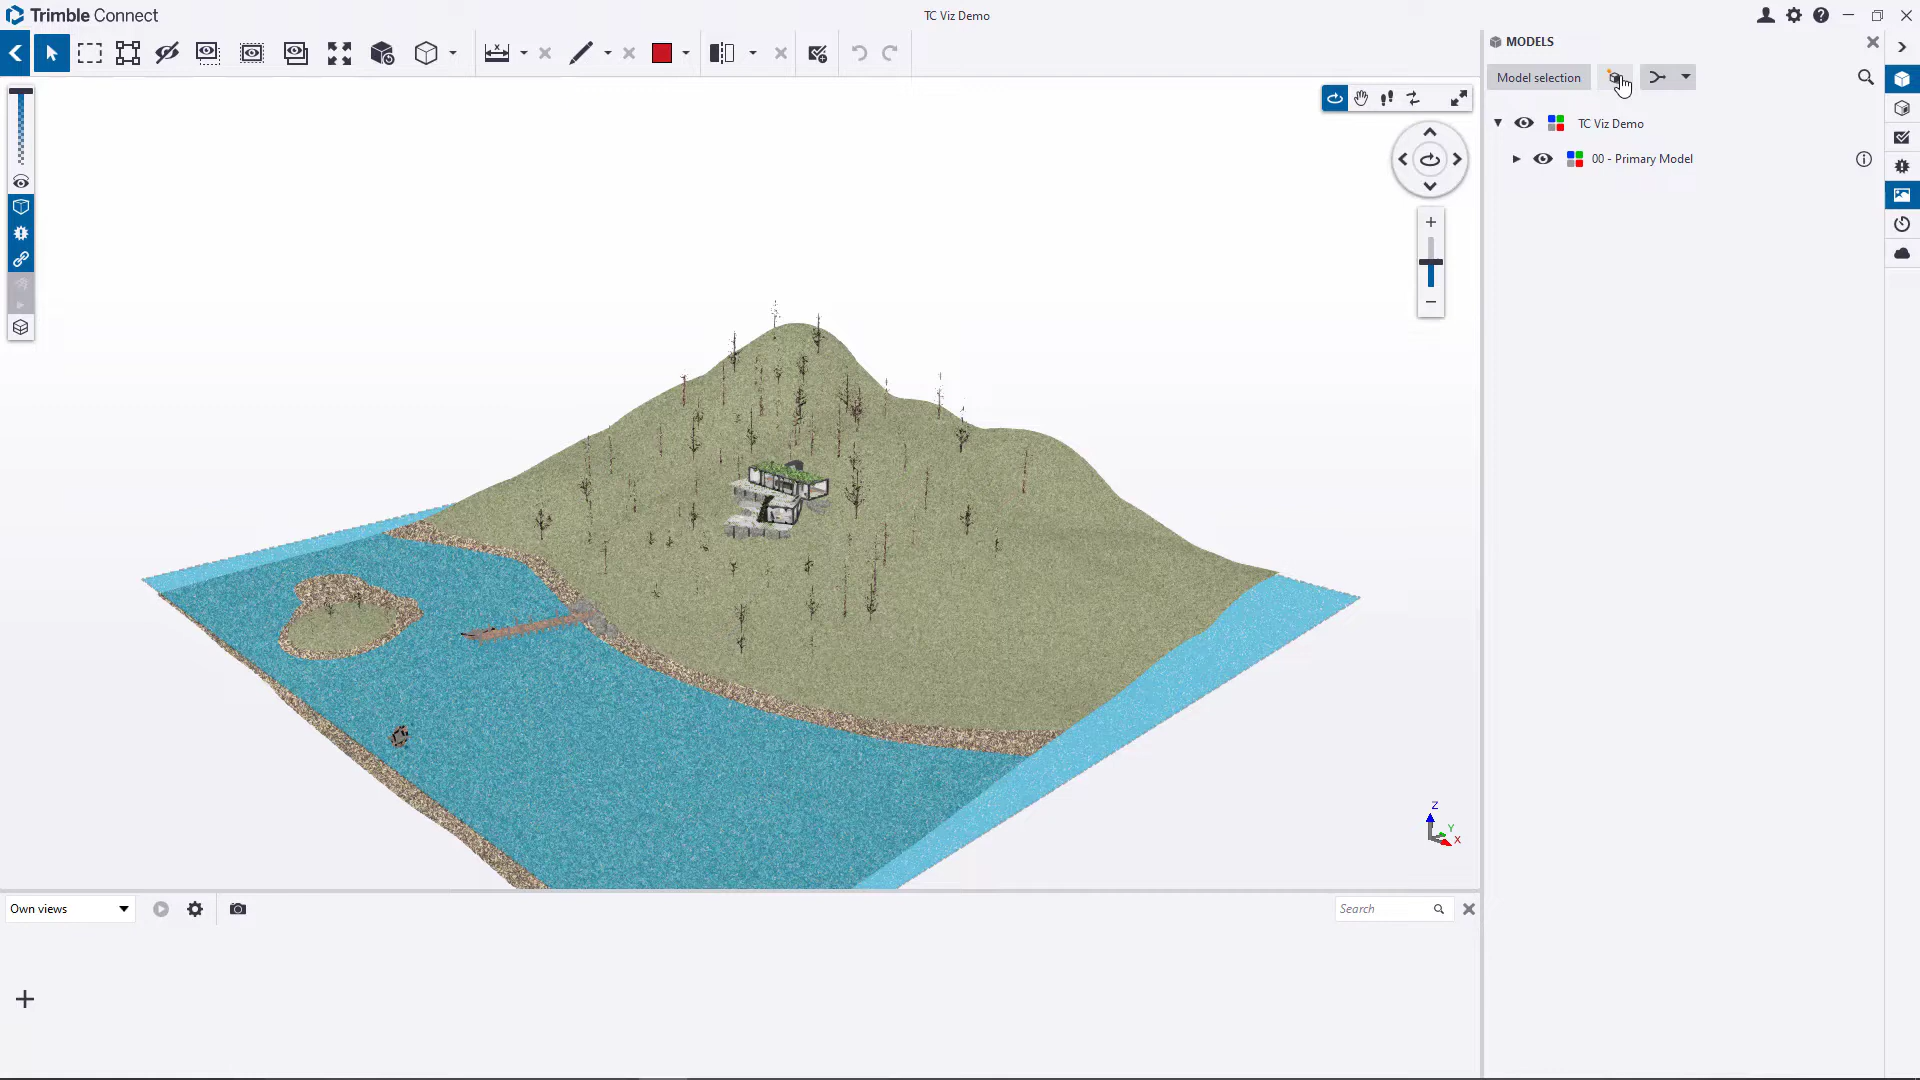 Trimble Connect
TC Viz Demo
MODELS
Model selection
TC Viz Demo
00 - Primary Model
Z
Y
X
Own views
Search